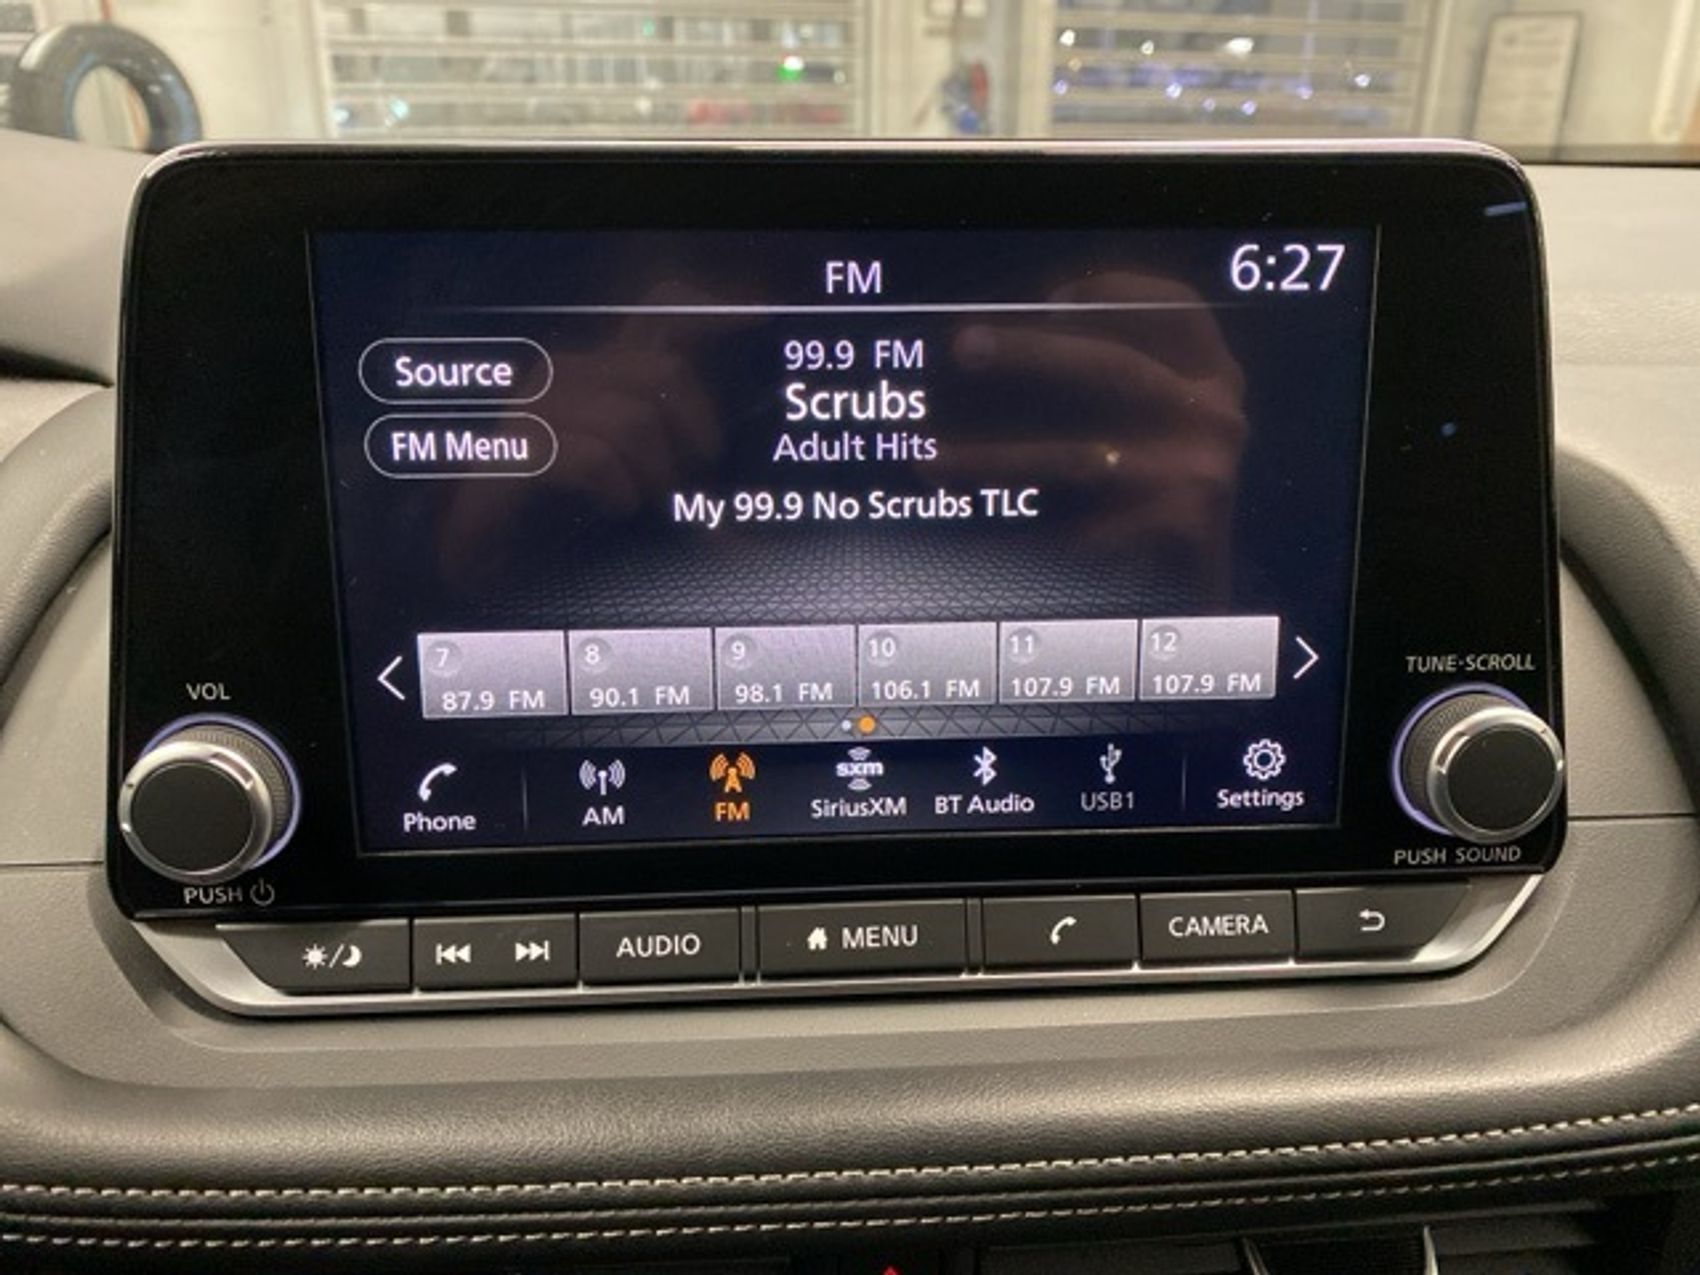 FM
6:27
Source
99.9 FM
Scrubs
FM Menu
Adult Hits
My 99.9 No Scrubs TLC
7
8
9
10
11
12
87.9 FM
90.1 FM
98.1 FM
106.1 FM
107.9 FM
107.9 FM
VOL
TUNE·SCROLL
Phone
AM
FM
sxm
SiriusXM
BT Audio
USB1
Settings
PUSH
PUSH SOUND
AUDIO
MENU
CAMERA